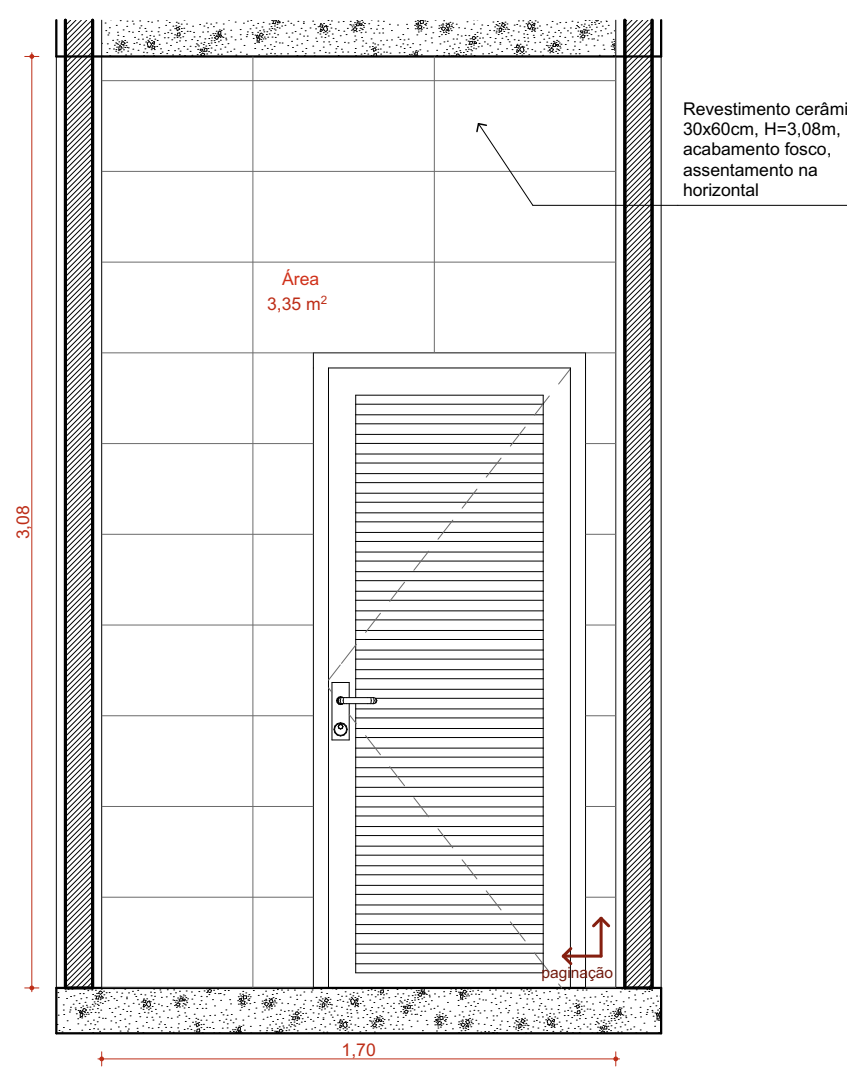 Revestimento cerâmi
30x60cm, H=3,08m,
acabamento fosco,
assentamento na
horizontal
Área
3,35 m²
3,08
paginação
1,70